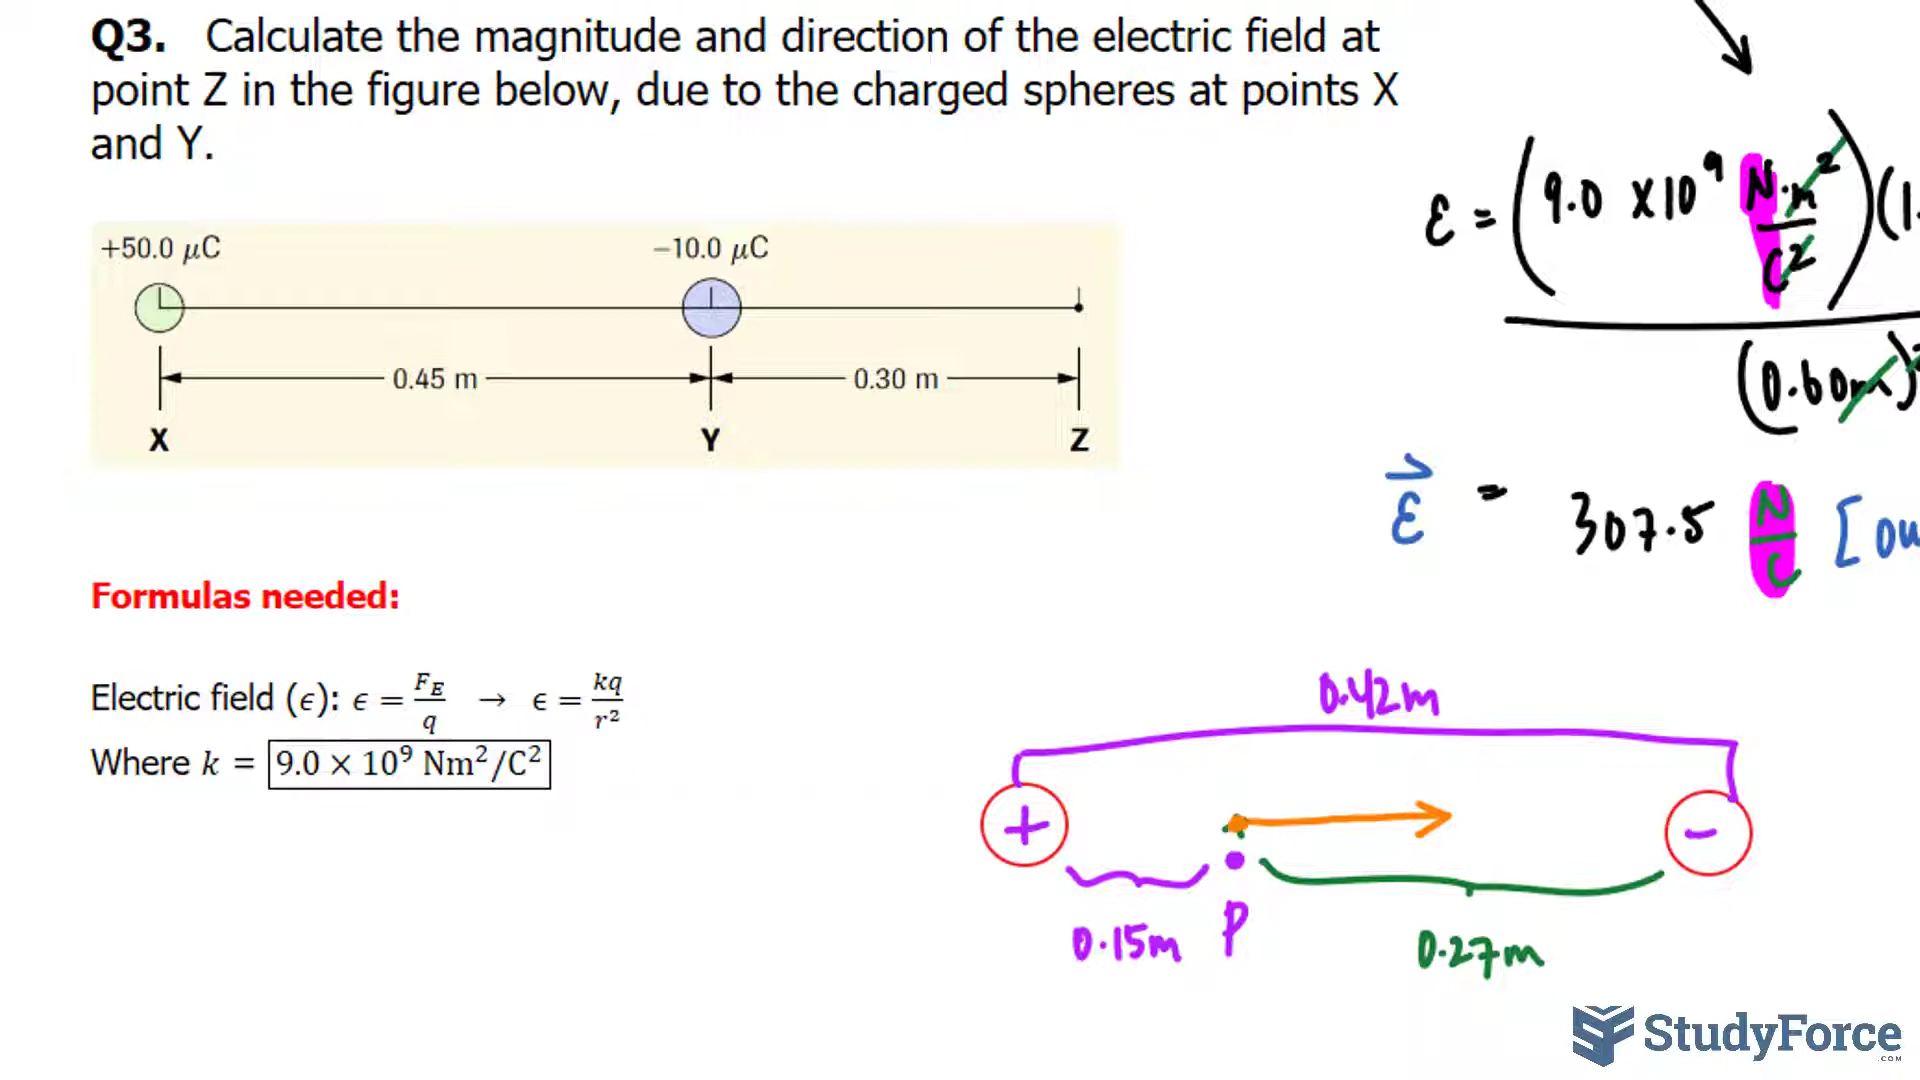 Q3. Calculate the magnitude and direction of the electric field at
point Z in the figure below, due to the charged spheres at points X
and Y.
+50.0 μC
−10.0 μC
0.45 m
0.30 m
X
Y
Z
Formulas needed:
Electric field (ϵ): ϵ = F_E/q → ϵ = kq/r²
Where k = 9.0 × 10⁹ Nm²/C²
ε = (9.0 x10⁹ N·m²/C²)(1.
(0.60m)²
ε⃗ = 307.5 N/C [ou
0.42m
+
−
0.15m
P
0.27m
StudyForce
.COM